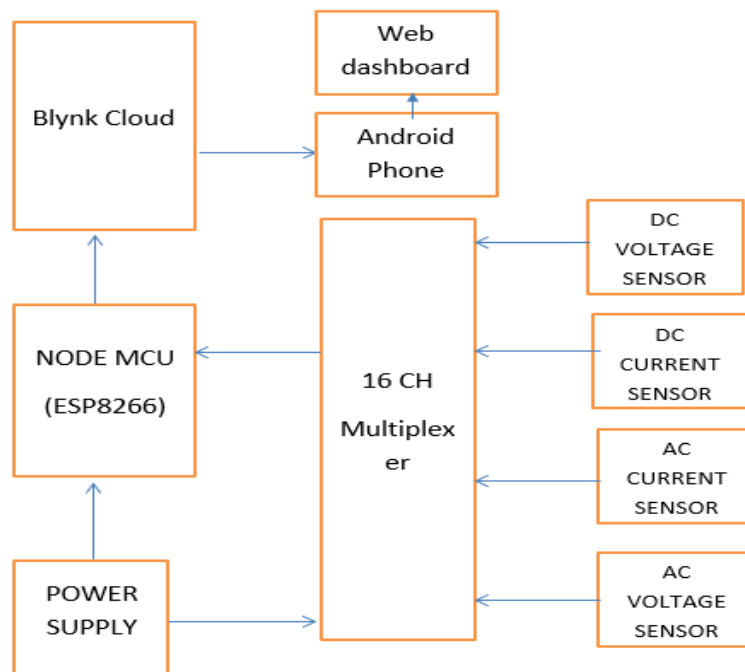 Web
dashboard
Blynk Cloud
Android
Phone
DC
VOLTAGE
SENSOR
NODE MCU
(ESP8266)
16 CH
Multiplex
er
DC
CURRENT
SENSOR
AC
CURRENT
SENSOR
POWER
SUPPLY
AC
VOLTAGE
SENSOR